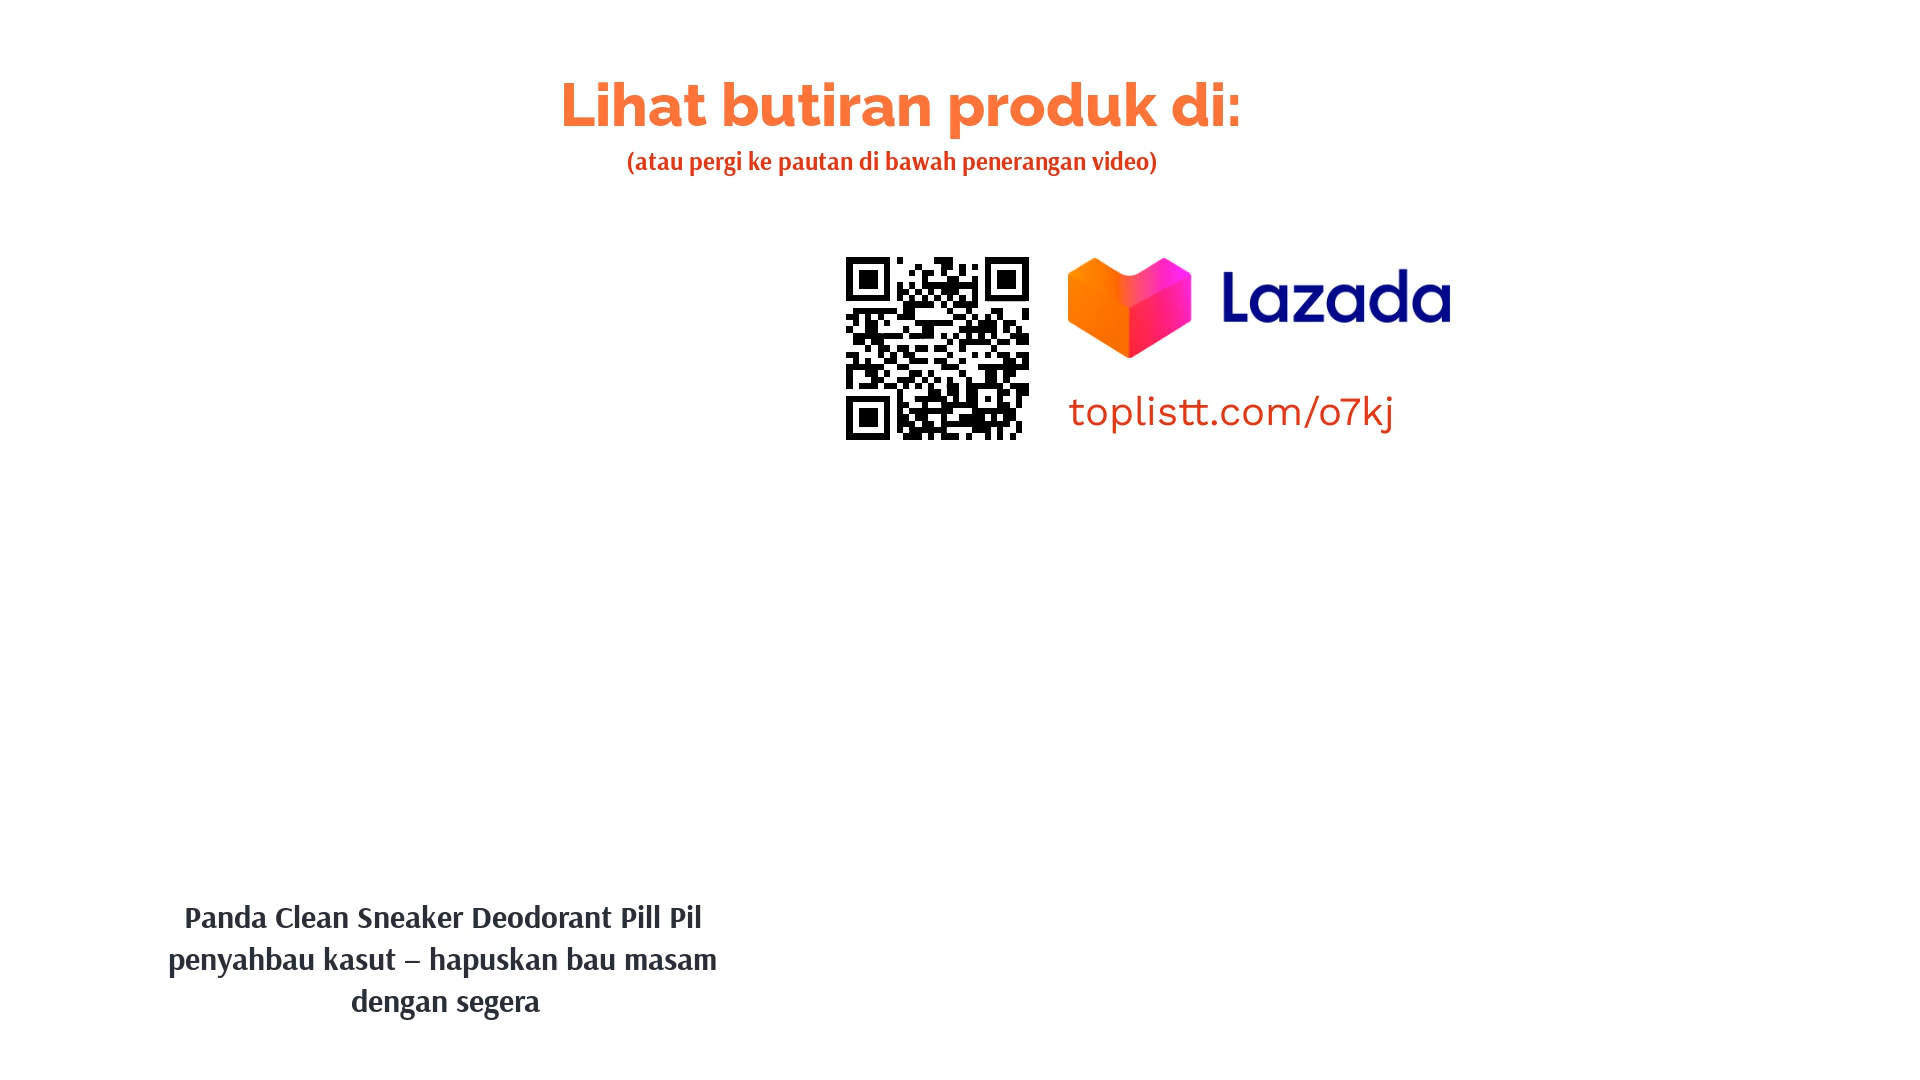 Lihat butiran produk di:
(atau pergi ke pautan di bawah penerangan video)
Lazada
toplistt.com/o7kj
Panda Clean Sneaker Deodorant Pill Pil
penyahbau kasut – hapuskan bau masam
dengan segera